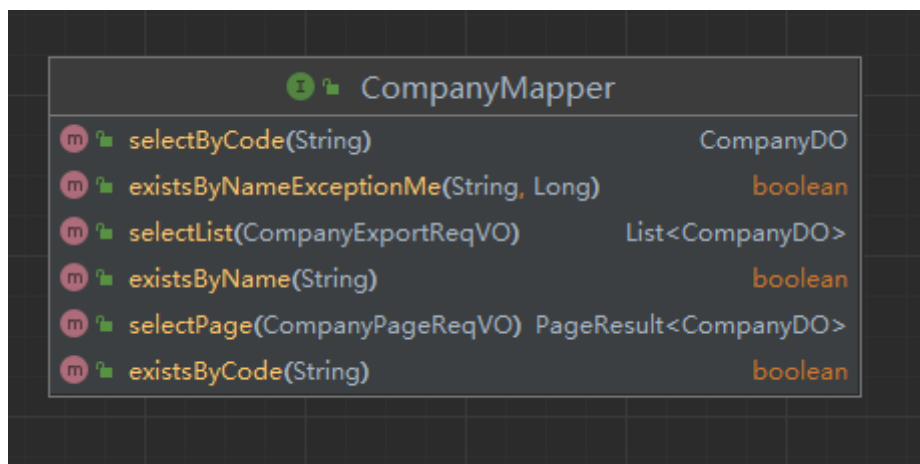 CompanyMapper
selectByCode(String) CompanyDO
existsByNameExceptionMe(String, Long) boolean
selectList(CompanyExportReqVO) List<CompanyDO>
existsByName(String) boolean
selectPage(CompanyPageReqVO) PageResult<CompanyDO>
existsByCode(String) boolean